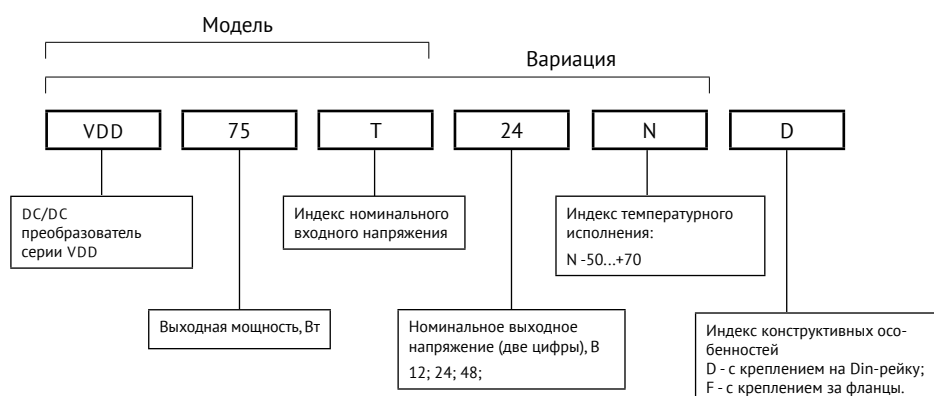 Модель
Вариация
VDD 75 T 24 N D
DC/DC
преобразователь
серии VDD
Индекс номинального
входного напряжения
Индекс температурного
исполнения:
N -50...+70
Выходная мощность, Вт
Номинальное выходное
напряжение (две цифры), В
12; 24; 48;
Индекс конструктивных осо-
бенностей
D - с креплением на Din-рейку;
F - с креплением за фланцы.